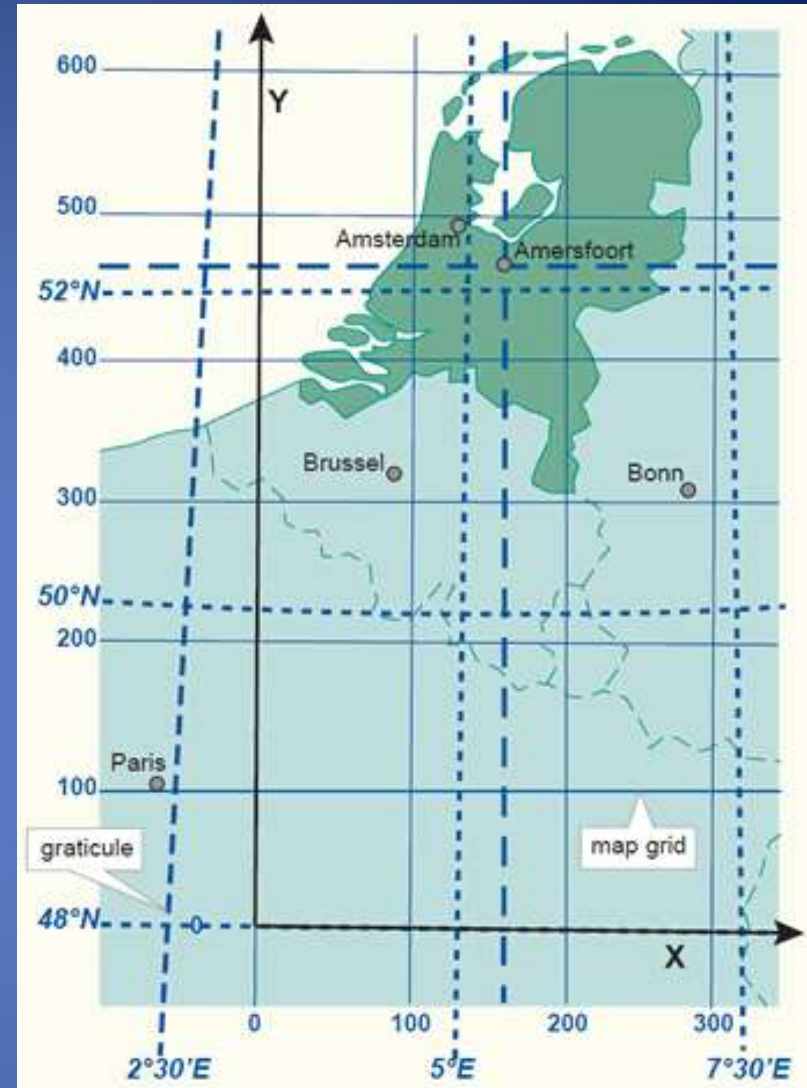 600
Y
500
Amsterdam
Amersfoort
52°N
400
Brussel
Bonn
300
50°N
200
Paris
100
graticule
map grid
48°N
0
X
0 100 200 300
2°30'E 5°E 7°30'E